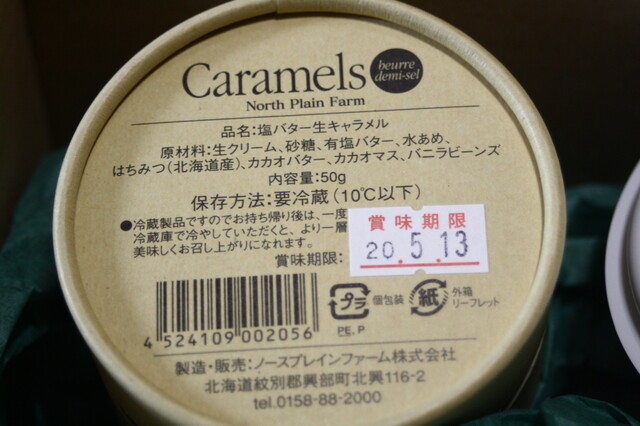 Caramels
beurre
demi-sel
North Plain Farm
品名:塩バター生キャラメル
原材料:生クリーム、砂糖、有塩バター、水あめ、
はちみつ(北海道産)、カカオバター、カカオマス、バニラビーンズ
内容量:50g
保存方法:要冷蔵(10℃以下)
●冷蔵製品ですのでお持ち帰り後は、一度
冷蔵庫で冷やしていただくと、より一層
美味しくお召し上がりになれます。
賞味期限:
賞味期限
20.5.13
4 524109 002056
プラ
個包装
PE、P
紙
外箱
リーフレット
製造・販売:ノースプレインファーム株式会社
北海道紋別郡興部町北興116-2
tel.0158-88-2000